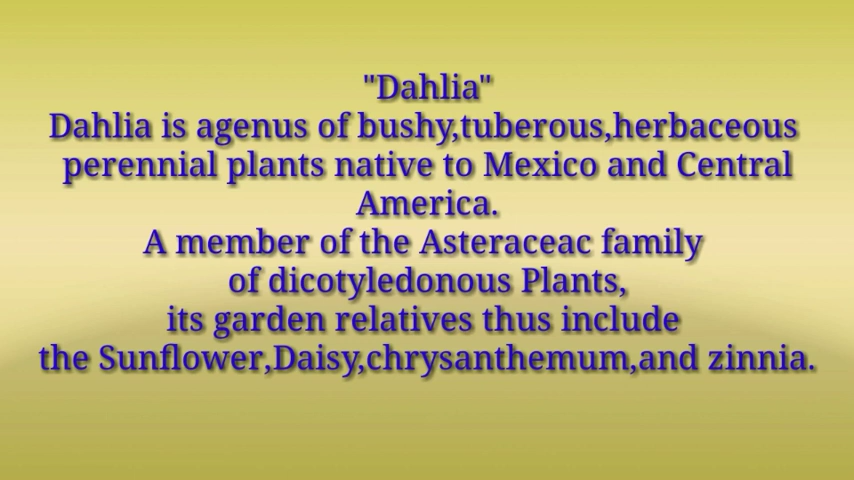 "Dahlia"
Dahlia is agenus of bushy,tuberous,herbaceous
perennial plants native to Mexico and Central
America.
A member of the Asteraceac family
of dicotyledonous Plants,
its garden relatives thus include
the Sunflower,Daisy,chrysanthemum,and zinnia.